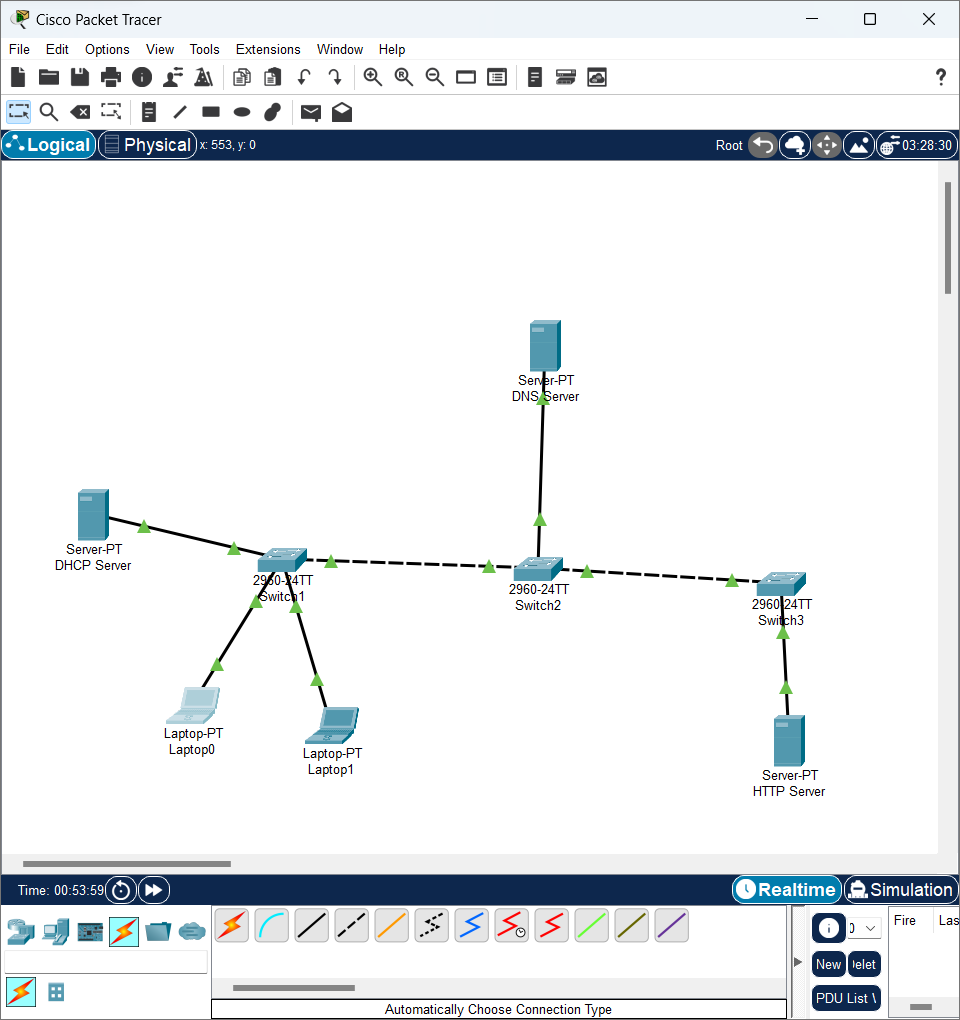 Cisco Packet Tracer
File Edit Options View Tools Extensions Window Help
?
Logical Physical x: 553, y: 0 Root 03:28:30
Server-PT
DNS Server
Server-PT
DHCP Server
2960-24TT
Switch1
2960-24TT
Switch2
2960-24TT
Switch3
Laptop-PT
Laptop0
Laptop-PT
Laptop1
Server-PT
HTTP Server
Time: 00:53:59 Realtime Simulation
0 Fire Las
New Delet
PDU List \
Automatically Choose Connection Type